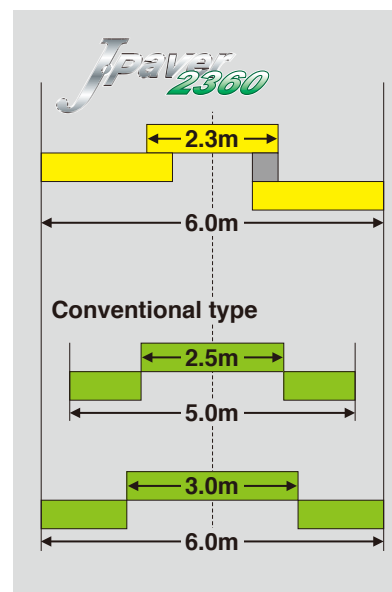 J·Paver
2360
2.3m
6.0m
Conventional type
2.5m
5.0m
3.0m
6.0m